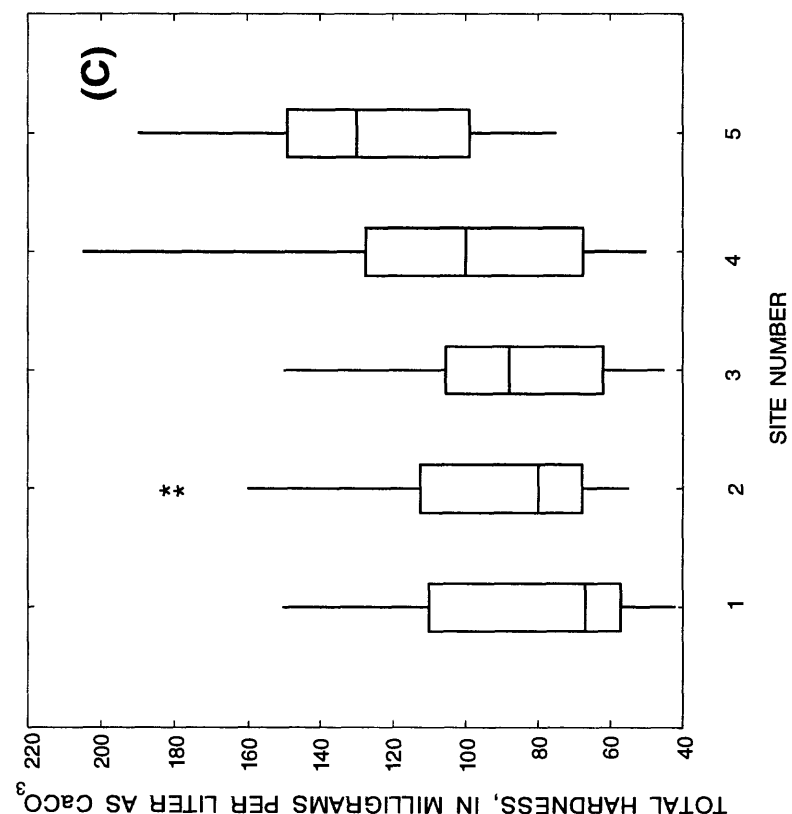 (C)
220
200
180
160
140
120
100
80
60
40
TOTAL HARDNESS, IN MILLIGRAMS PER LITER AS CaCO3
**
1 2 3 4 5
SITE NUMBER